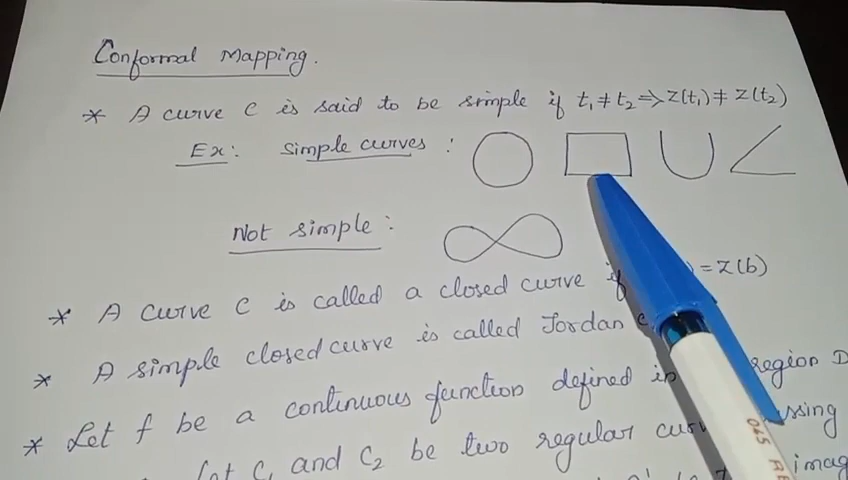 Conformal Mapping.
* A curve C is said to be simple if t₁ ≠ t₂ ⇒ z(t₁) ≠ z(t₂)
Ex: Simple curves :
Not simple :
* A curve C is called a closed curve if = z(b)
* A simple closed curve is called Jordan
* Let f be a continuous function defined in region D
Let C₁ and C₂ be two regular
045